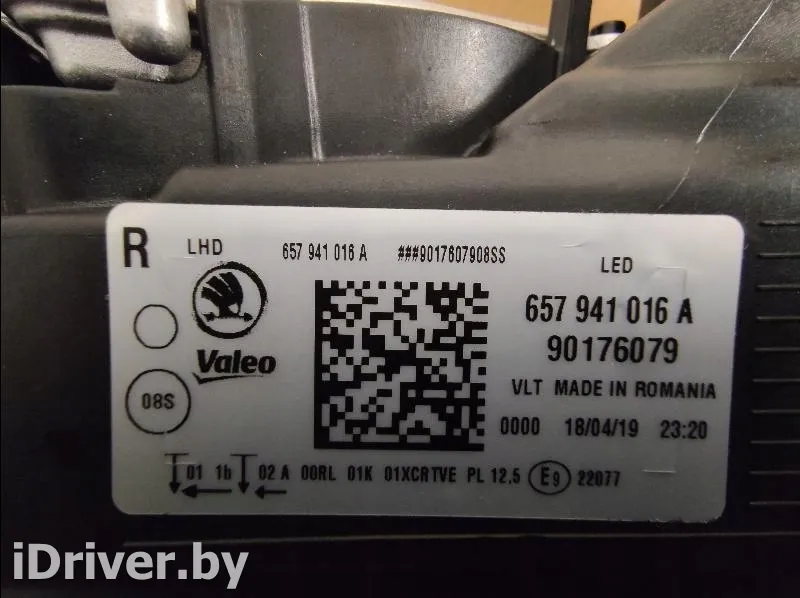 R LHD 657 941 016 A ###9017607908SS
LED
657 941 016 A
90176079
Valeo
VLT MADE IN ROMANIA
08S
0000 18/04/19 23:20
01 1b 02 A 00RL 01K 01XCRTVE PL 12.5 E9 22077
iDriver.by